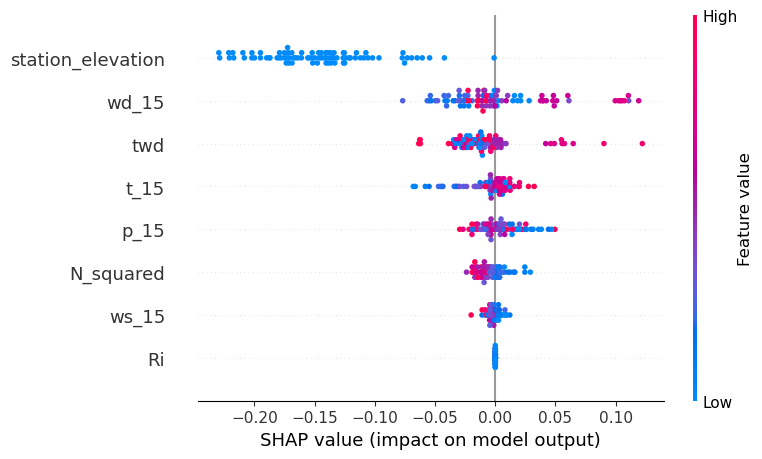 High
station_elevation
wd_15
twd
t_15
p_15
N_squared
ws_15
Ri
Feature value
Low
−0.20 −0.15 −0.10 −0.05 0.00 0.05 0.10
SHAP value (impact on model output)